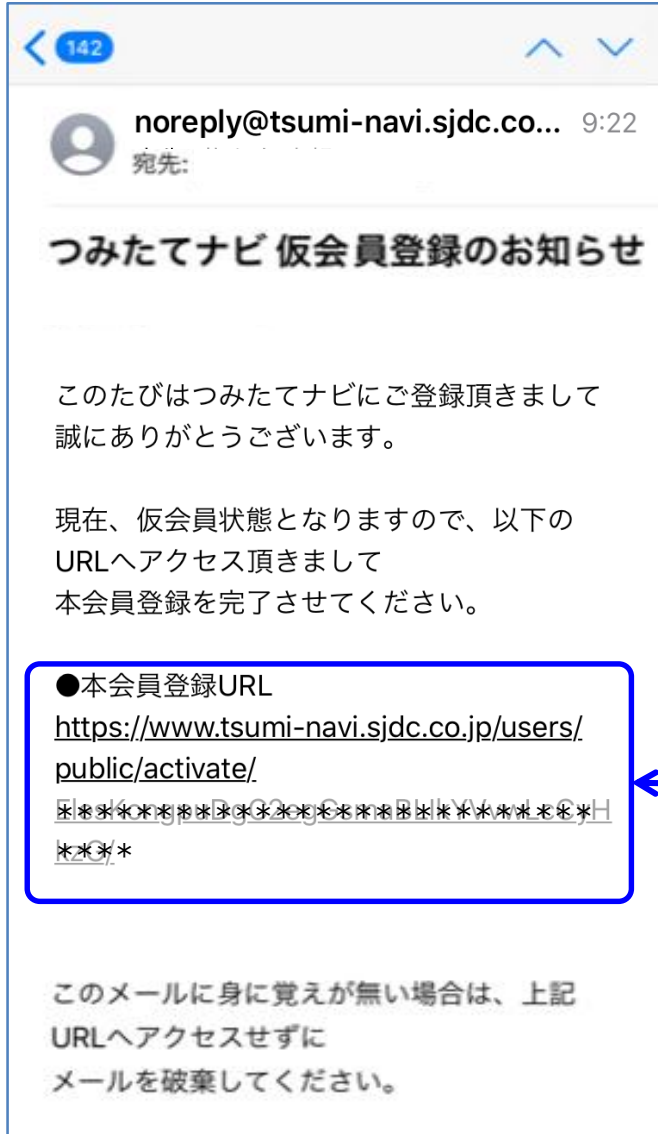 142
noreply@tsumi-navi.sjdc.co... 9:22
宛先:
つみたてナビ 仮会員登録のお知らせ
このたびはつみたてナビにご登録頂きまして
誠にありがとうございます。
現在、仮会員状態となりますので、以下の
URLへアクセス頂きまして
本会員登録を完了させてください。
●本会員登録URL
https://www.tsumi-navi.sjdc.co.jp/users/
public/activate/
***************************
****
このメールに身に覚えが無い場合は、上記
URLへアクセスせずに
メールを破棄してください。